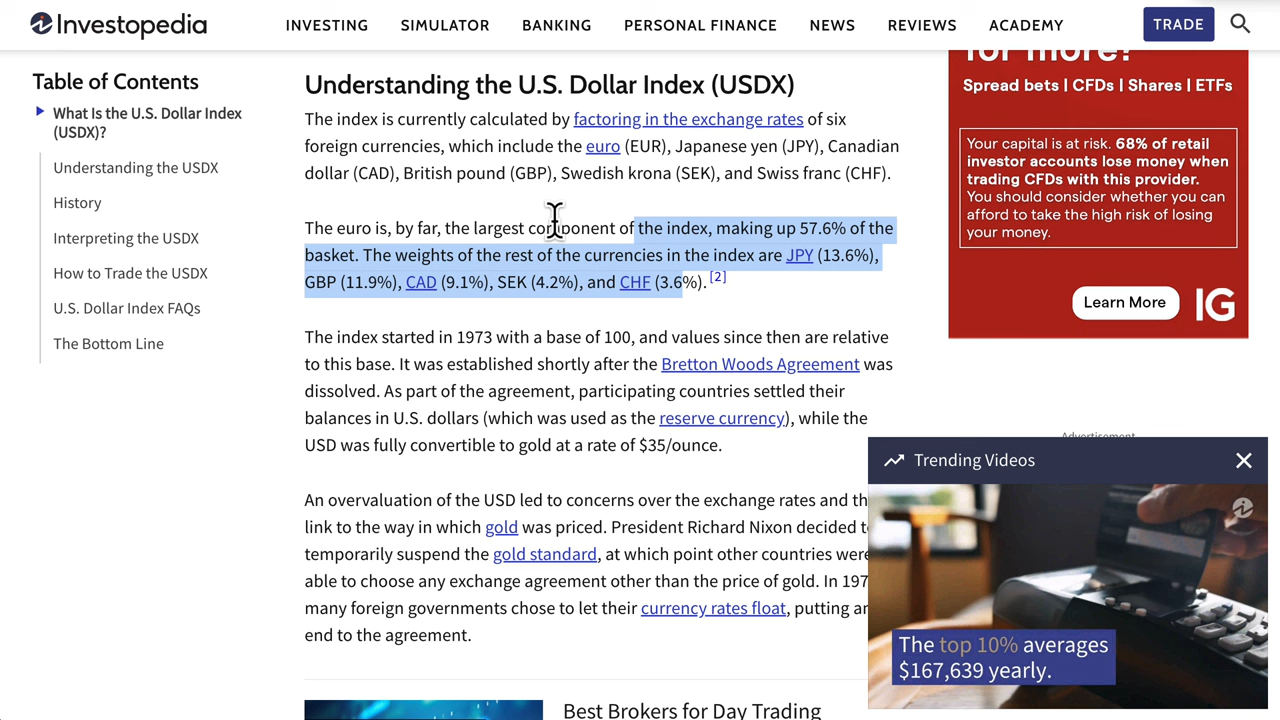 Investopedia
INVESTING SIMULATOR BANKING PERSONAL FINANCE NEWS REVIEWS ACADEMY
TRADE
Table of Contents
What Is the U.S. Dollar Index
(USDX)?
Understanding the USDX
History
Interpreting the USDX
How to Trade the USDX
U.S. Dollar Index FAQs
The Bottom Line
Understanding the U.S. Dollar Index (USDX)
The index is currently calculated by factoring in the exchange rates of six
foreign currencies, which include the euro (EUR), Japanese yen (JPY), Canadian
dollar (CAD), British pound (GBP), Swedish krona (SEK), and Swiss franc (CHF).
The euro is, by far, the largest component of the index, making up 57.6% of the
basket. The weights of the rest of the currencies in the index are JPY (13.6%),
GBP (11.9%), CAD (9.1%), SEK (4.2%), and CHF (3.6%). [2]
The index started in 1973 with a base of 100, and values since then are relative
to this base. It was established shortly after the Bretton Woods Agreement was
dissolved. As part of the agreement, participating countries settled their
balances in U.S. dollars (which was used as the reserve currency), while the
USD was fully convertible to gold at a rate of $35/ounce.
An overvaluation of the USD led to concerns over the exchange rates and th
link to the way in which gold was priced. President Richard Nixon decided t
temporarily suspend the gold standard, at which point other countries were
able to choose any exchange agreement other than the price of gold. In 197
many foreign governments chose to let their currency rates float, putting an
end to the agreement.
Best Brokers for Day Trading
for more?
Spread bets | CFDs | Shares | ETFs
Your capital is at risk. 68% of retail
investor accounts lose money when
trading CFDs with this provider.
You should consider whether you can
afford to take the high risk of losing
your money.
Learn More IG
Advertisement
Trending Videos
The top 10% averages
$167,639 yearly.